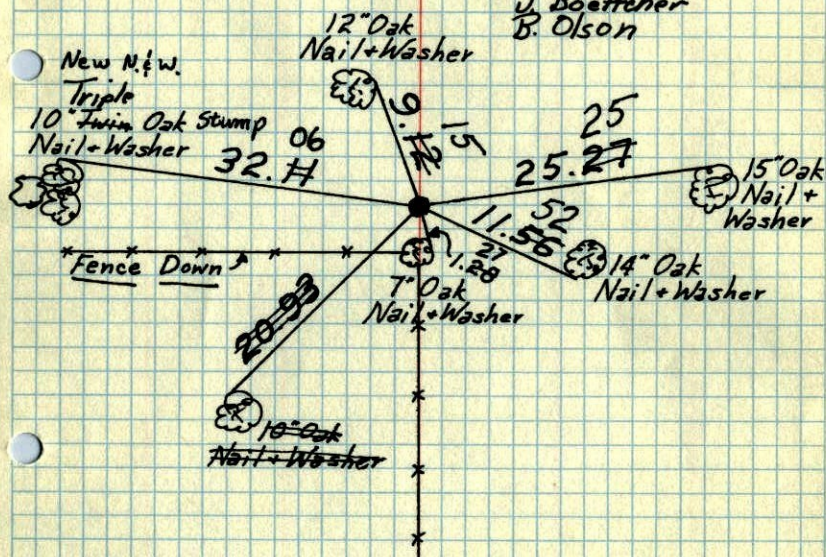 J. Boettcher
B. Olson
12" Oak
Nail + Washer
New N. & W.
Triple
10" Twin Oak Stump
Nail + Washer
32.11 06
9.12 15
25
25.27
15" Oak
Nail +
Washer
52
11.56
14" Oak
Nail + Washer
27
1.28
7" Oak
Nail + Washer
Fence Down
20.93
10" Oak
Nail + Washer